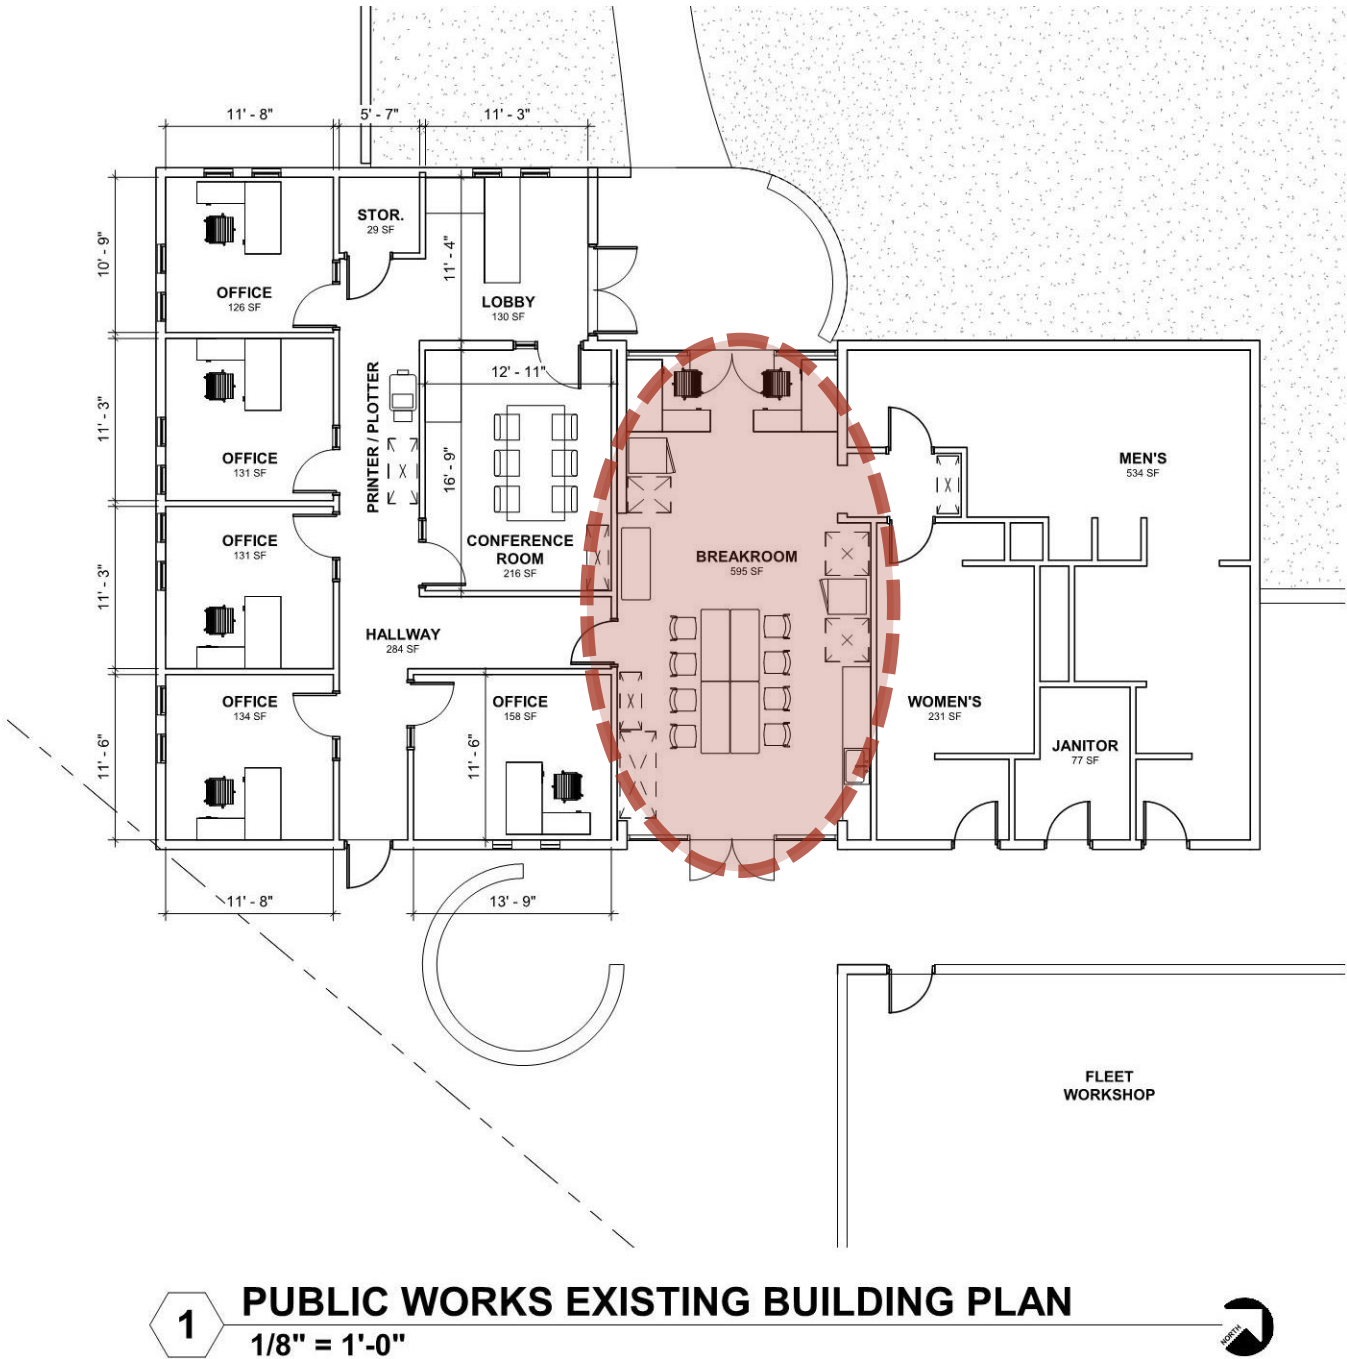 11' - 8"
5' - 7"
11' - 3"
10' - 9"
STOR.
29 SF
11' - 4"
OFFICE
126 SF
LOBBY
130 SF
11' - 3"
PRINTER / PLOTTER
12' - 11"
OFFICE
131 SF
16' - 9"
MEN'S
534 SF
OFFICE
131 SF
CONFERENCE
ROOM
216 SF
BREAKROOM
595 SF
11' - 3"
HALLWAY
284 SF
OFFICE
134 SF
OFFICE
158 SF
WOMEN'S
231 SF
11' - 6"
11' - 6"
JANITOR
77 SF
11' - 8"
13' - 9"
FLEET
WORKSHOP
1
PUBLIC WORKS EXISTING BUILDING PLAN
1/8" = 1'-0"
NORTH